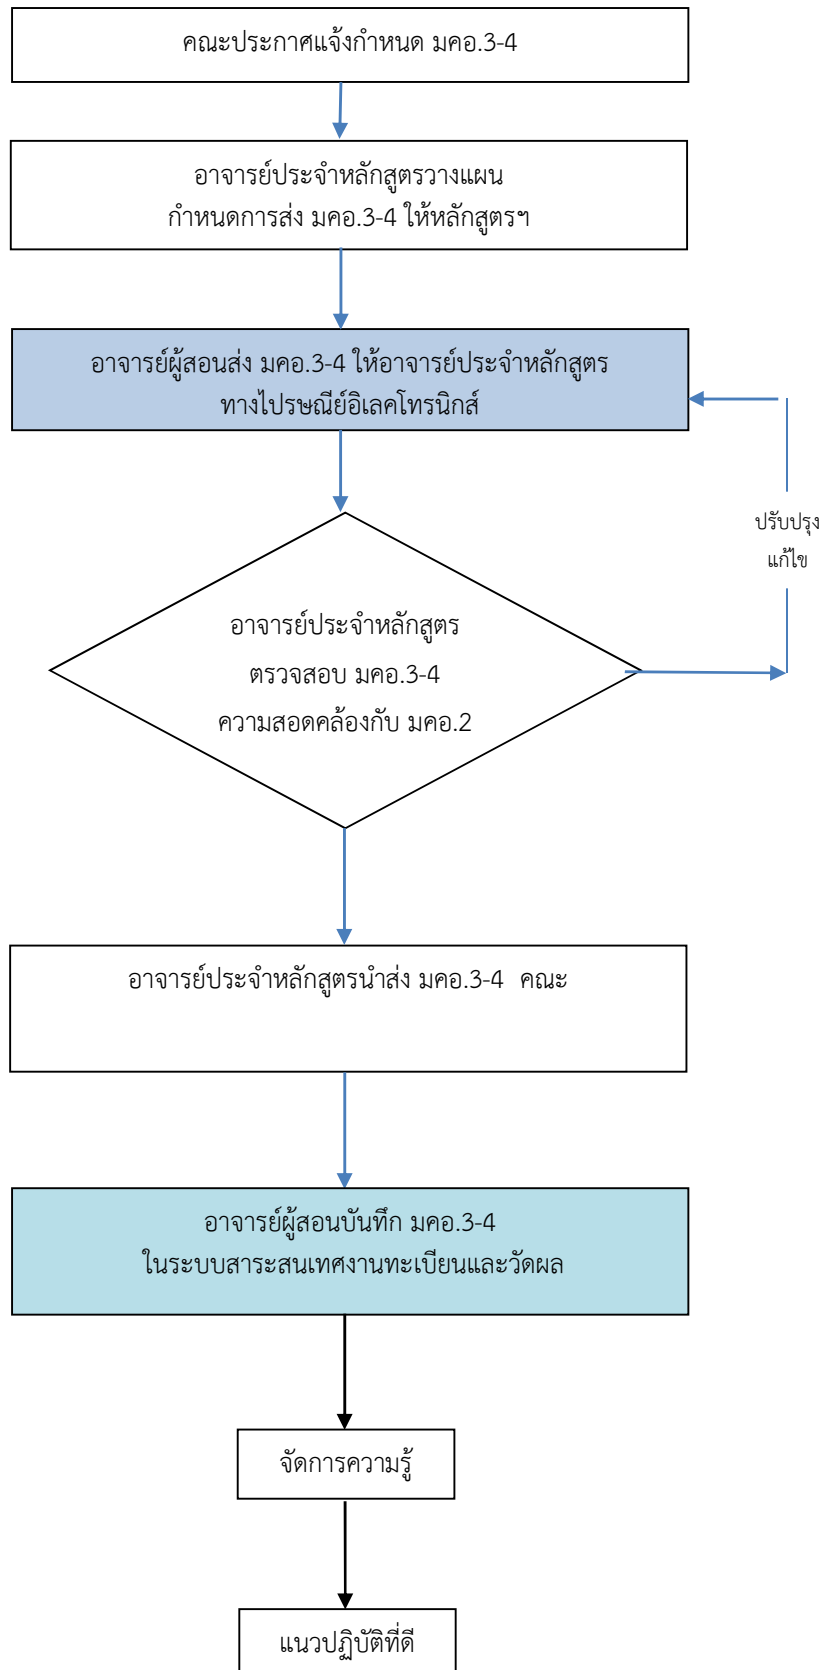 คณะประกาศแจ้งกำหนด มคอ.3-4
อาจารย์ประจำหลักสูตรวางแผน
กำหนดการส่ง มคอ.3-4 ให้หลักสูตรฯ
อาจารย์ผู้สอนส่ง มคอ.3-4 ให้อาจารย์ประจำหลักสูตร
ทางไปรษณีย์อิเลคโทรนิกส์
ปรับปรุง
แก้ไข
อาจารย์ประจำหลักสูตร
ตรวจสอบ มคอ.3-4
ความสอดคล้องกับ มคอ.2
อาจารย์ประจำหลักสูตรนำส่ง มคอ.3-4 คณะ
อาจารย์ผู้สอนบันทึก มคอ.3-4
ในระบบสาระสนเทศงานทะเบียนและวัดผล
จัดการความรู้
แนวปฏิบัติที่ดี